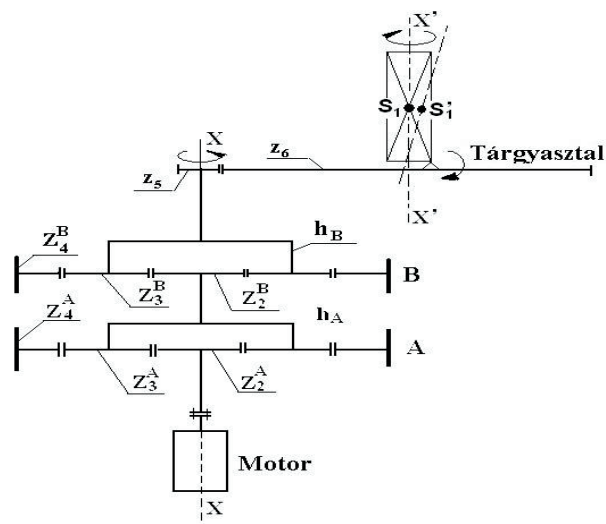 X'
S₁ S₁'
X Tárgyasztal
z₆
z₅
X'
Z₄ᴮ h_B
Z₃ᴮ Z₂ᴮ B
Z₄ᴬ h_A
Z₃ᴬ Z₂ᴬ A
Motor
X